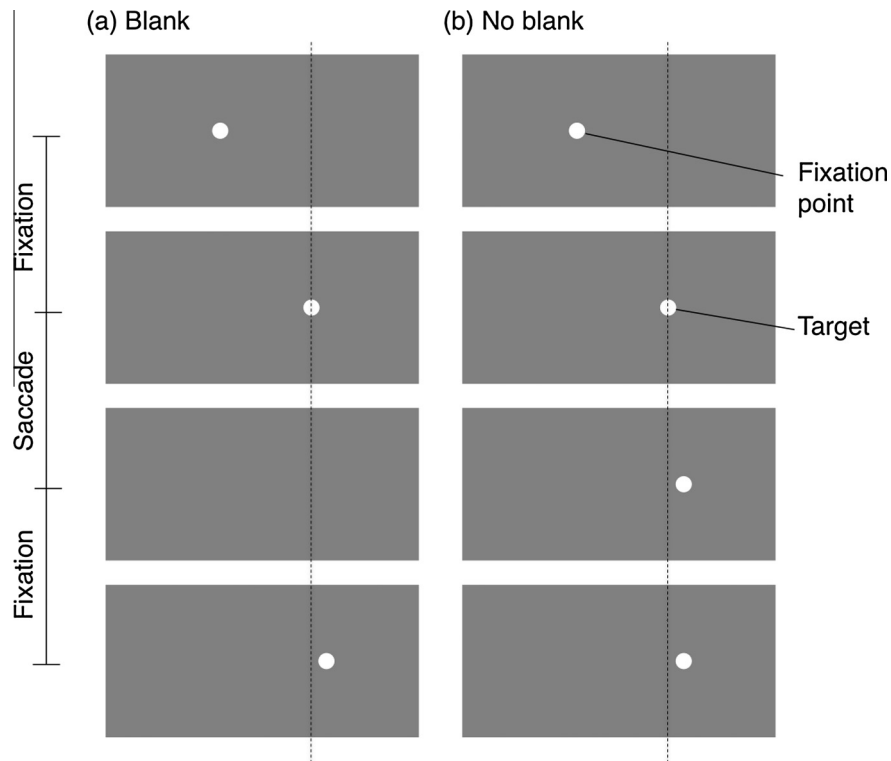 (a) Blank
(b) No blank
Fixation
point
Target
Fixation
Saccade
Fixation